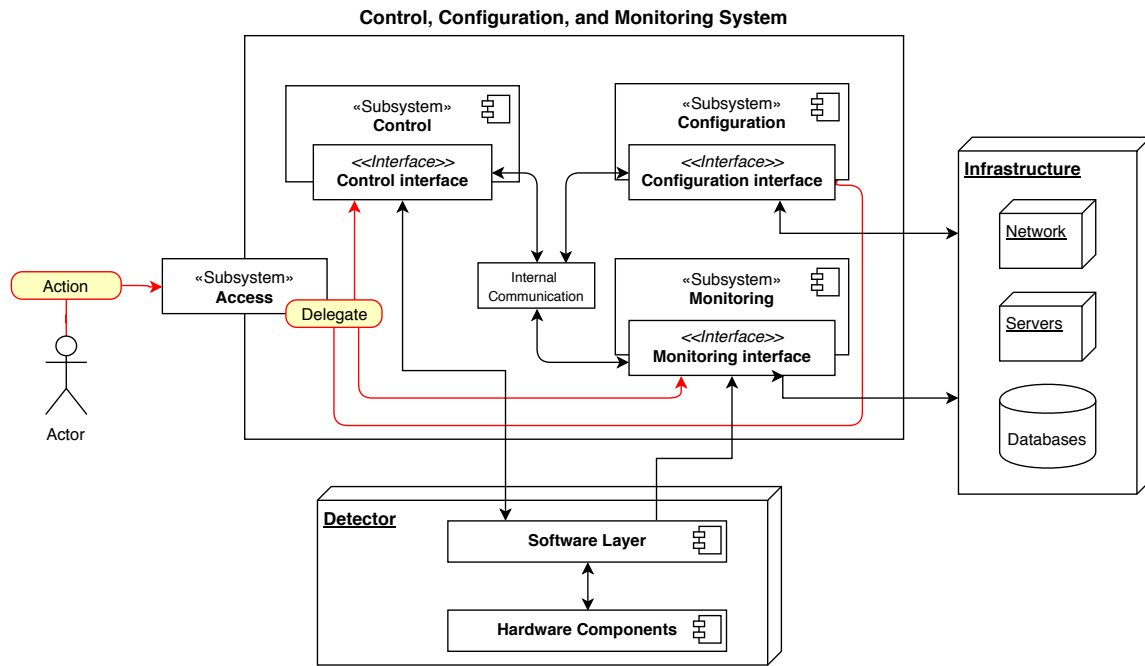 Control, Configuration, and Monitoring System
«Subsystem»
Control
<<Interface>>
Control interface
«Subsystem»
Configuration
<<Interface>>
Configuration interface
Infrastructure
Network
Servers
Databases
Action
Actor
«Subsystem»
Access
Delegate
Internal
Communication
«Subsystem»
Monitoring
<<Interface>>
Monitoring interface
Detector
Software Layer
Hardware Components